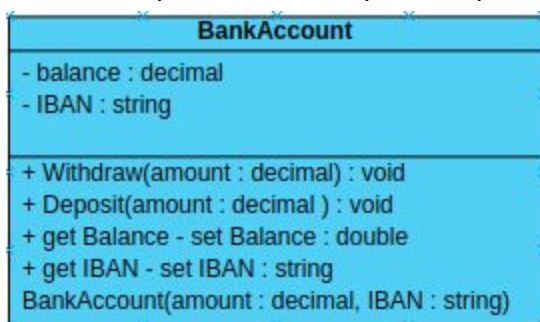 BankAccount
- balance : decimal
- IBAN : string
+ Withdraw(amount : decimal) : void
+ Deposit(amount : decimal ) : void
+ get Balance - set Balance : double
+ get IBAN - set IBAN : string
BankAccount(amount : decimal, IBAN : string)